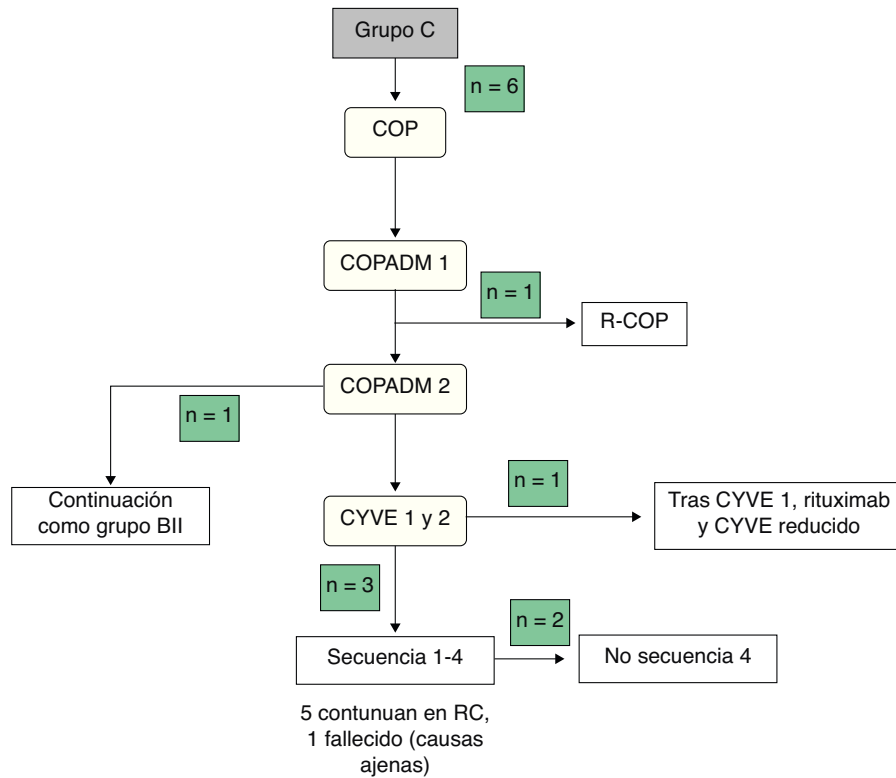 Grupo C
n = 6
COP
COPADM 1
n = 1
R-COP
COPADM 2
n = 1
Continuación
como grupo BII
n = 1
CYVE 1 y 2
Tras CYVE 1, rituximab
y CYVE reducido
n = 3
n = 2
Secuencia 1-4
No secuencia 4
5 contunuan en RC,
1 fallecido (causas
ajenas)